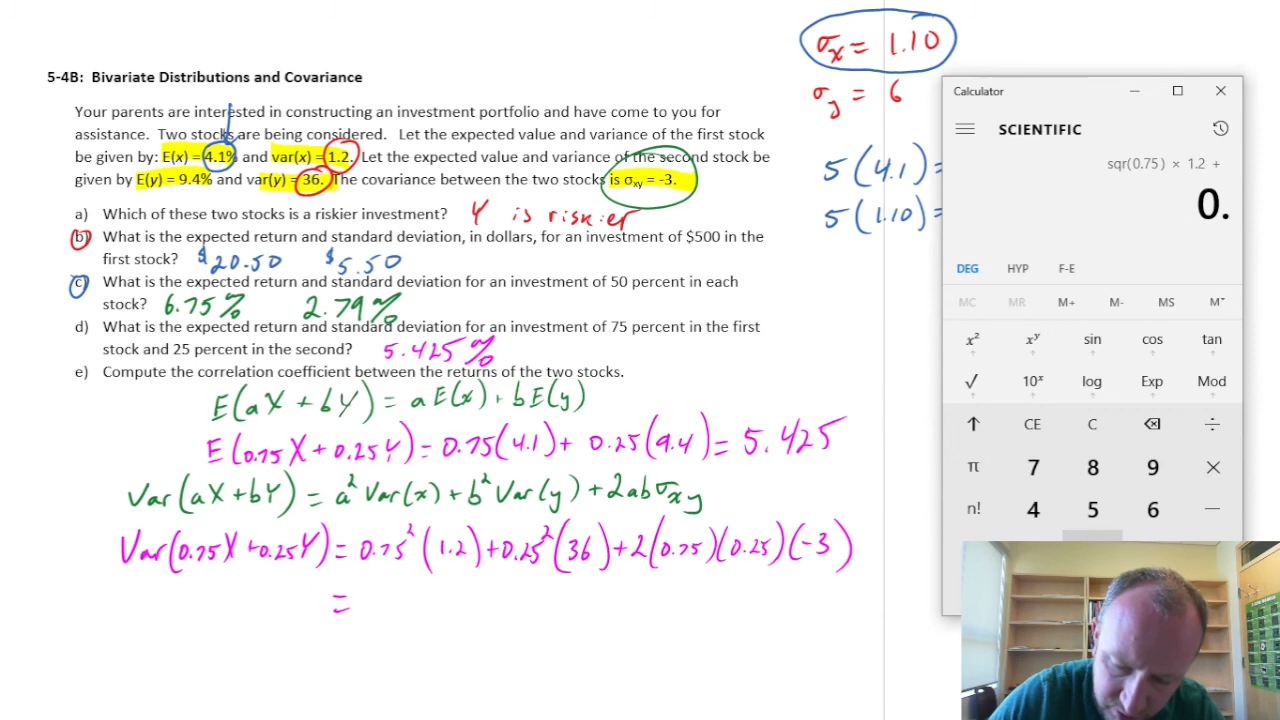 σx = 1.10
5-4B: Bivariate Distributions and Covariance
σy = 6
Your parents are interested in constructing an investment portfolio and have come to you for
assistance. Two stocks are being considered. Let the expected value and variance of the first stock
be given by: E(x) = 4.1% and var(x) = 1.2. Let the expected value and variance of the second stock be
given by E(y) = 9.4% and var(y) = 36. The covariance between the two stocks is σxy = -3.
5(4.1)=
5(1.10)=
a) Which of these two stocks is a riskier investment? Y is riskier
b) What is the expected return and standard deviation, in dollars, for an investment of $500 in the
first stock? $20.50 $5.50
c) What is the expected return and standard deviation for an investment of 50 percent in each
stock? 6.75% 2.79%
d) What is the expected return and standard deviation for an investment of 75 percent in the first
stock and 25 percent in the second? 5.425%
e) Compute the correlation coefficient between the returns of the two stocks.
E(aX + bY) = aE(x) + bE(y)
E(0.75X + 0.25Y) = 0.75(4.1) + 0.25(9.4) = 5.425
Var(aX+bY) = a² Var(x) + b² Var(y) + 2abσxy
Var(0.75X + 0.25Y) = 0.75² (1.2) + 0.25² (36) + 2(0.75)(0.25)(-3)
=
Calculator
SCIENTIFIC
sqr(0.75) × 1.2 +
0.
DEG HYP F-E
MC MR M+ M- MS M˅
x² xʸ sin cos tan
√ 10ˣ log Exp Mod
↑ CE C ⌫ ÷
π 7 8 9 ×
n! 4 5 6 —